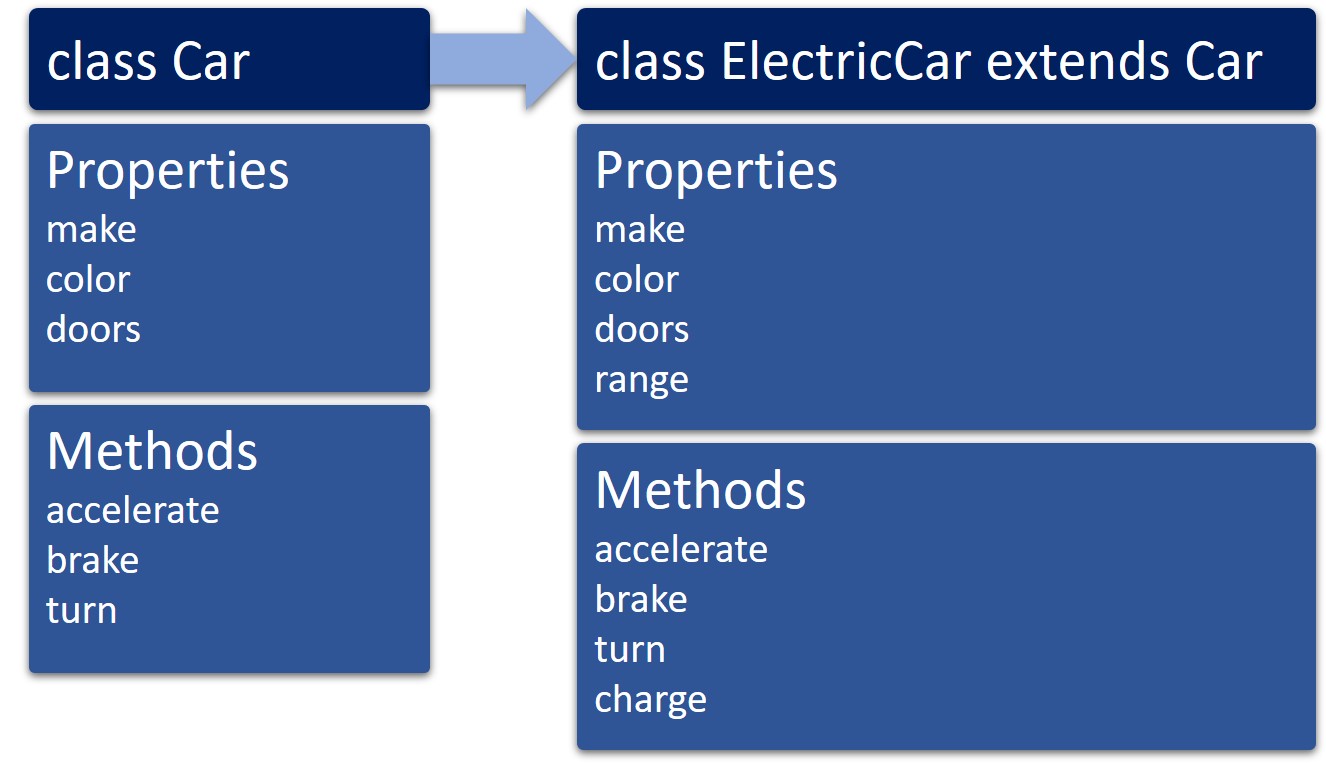 class Car
Properties
make
color
doors
Methods
accelerate
brake
turn
class ElectricCar extends Car
Properties
make
color
doors
range
Methods
accelerate
brake
turn
charge